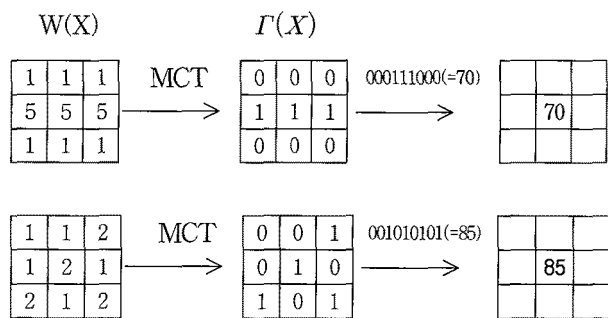 W(X) Γ(X)
1 1 1 MCT 0 0 0 000111000(=70)
5 5 5 1 1 1 70
1 1 1 0 0 0
1 1 2 MCT 0 0 1 001010101(=85)
1 2 1 0 1 0 85
2 1 2 1 0 1